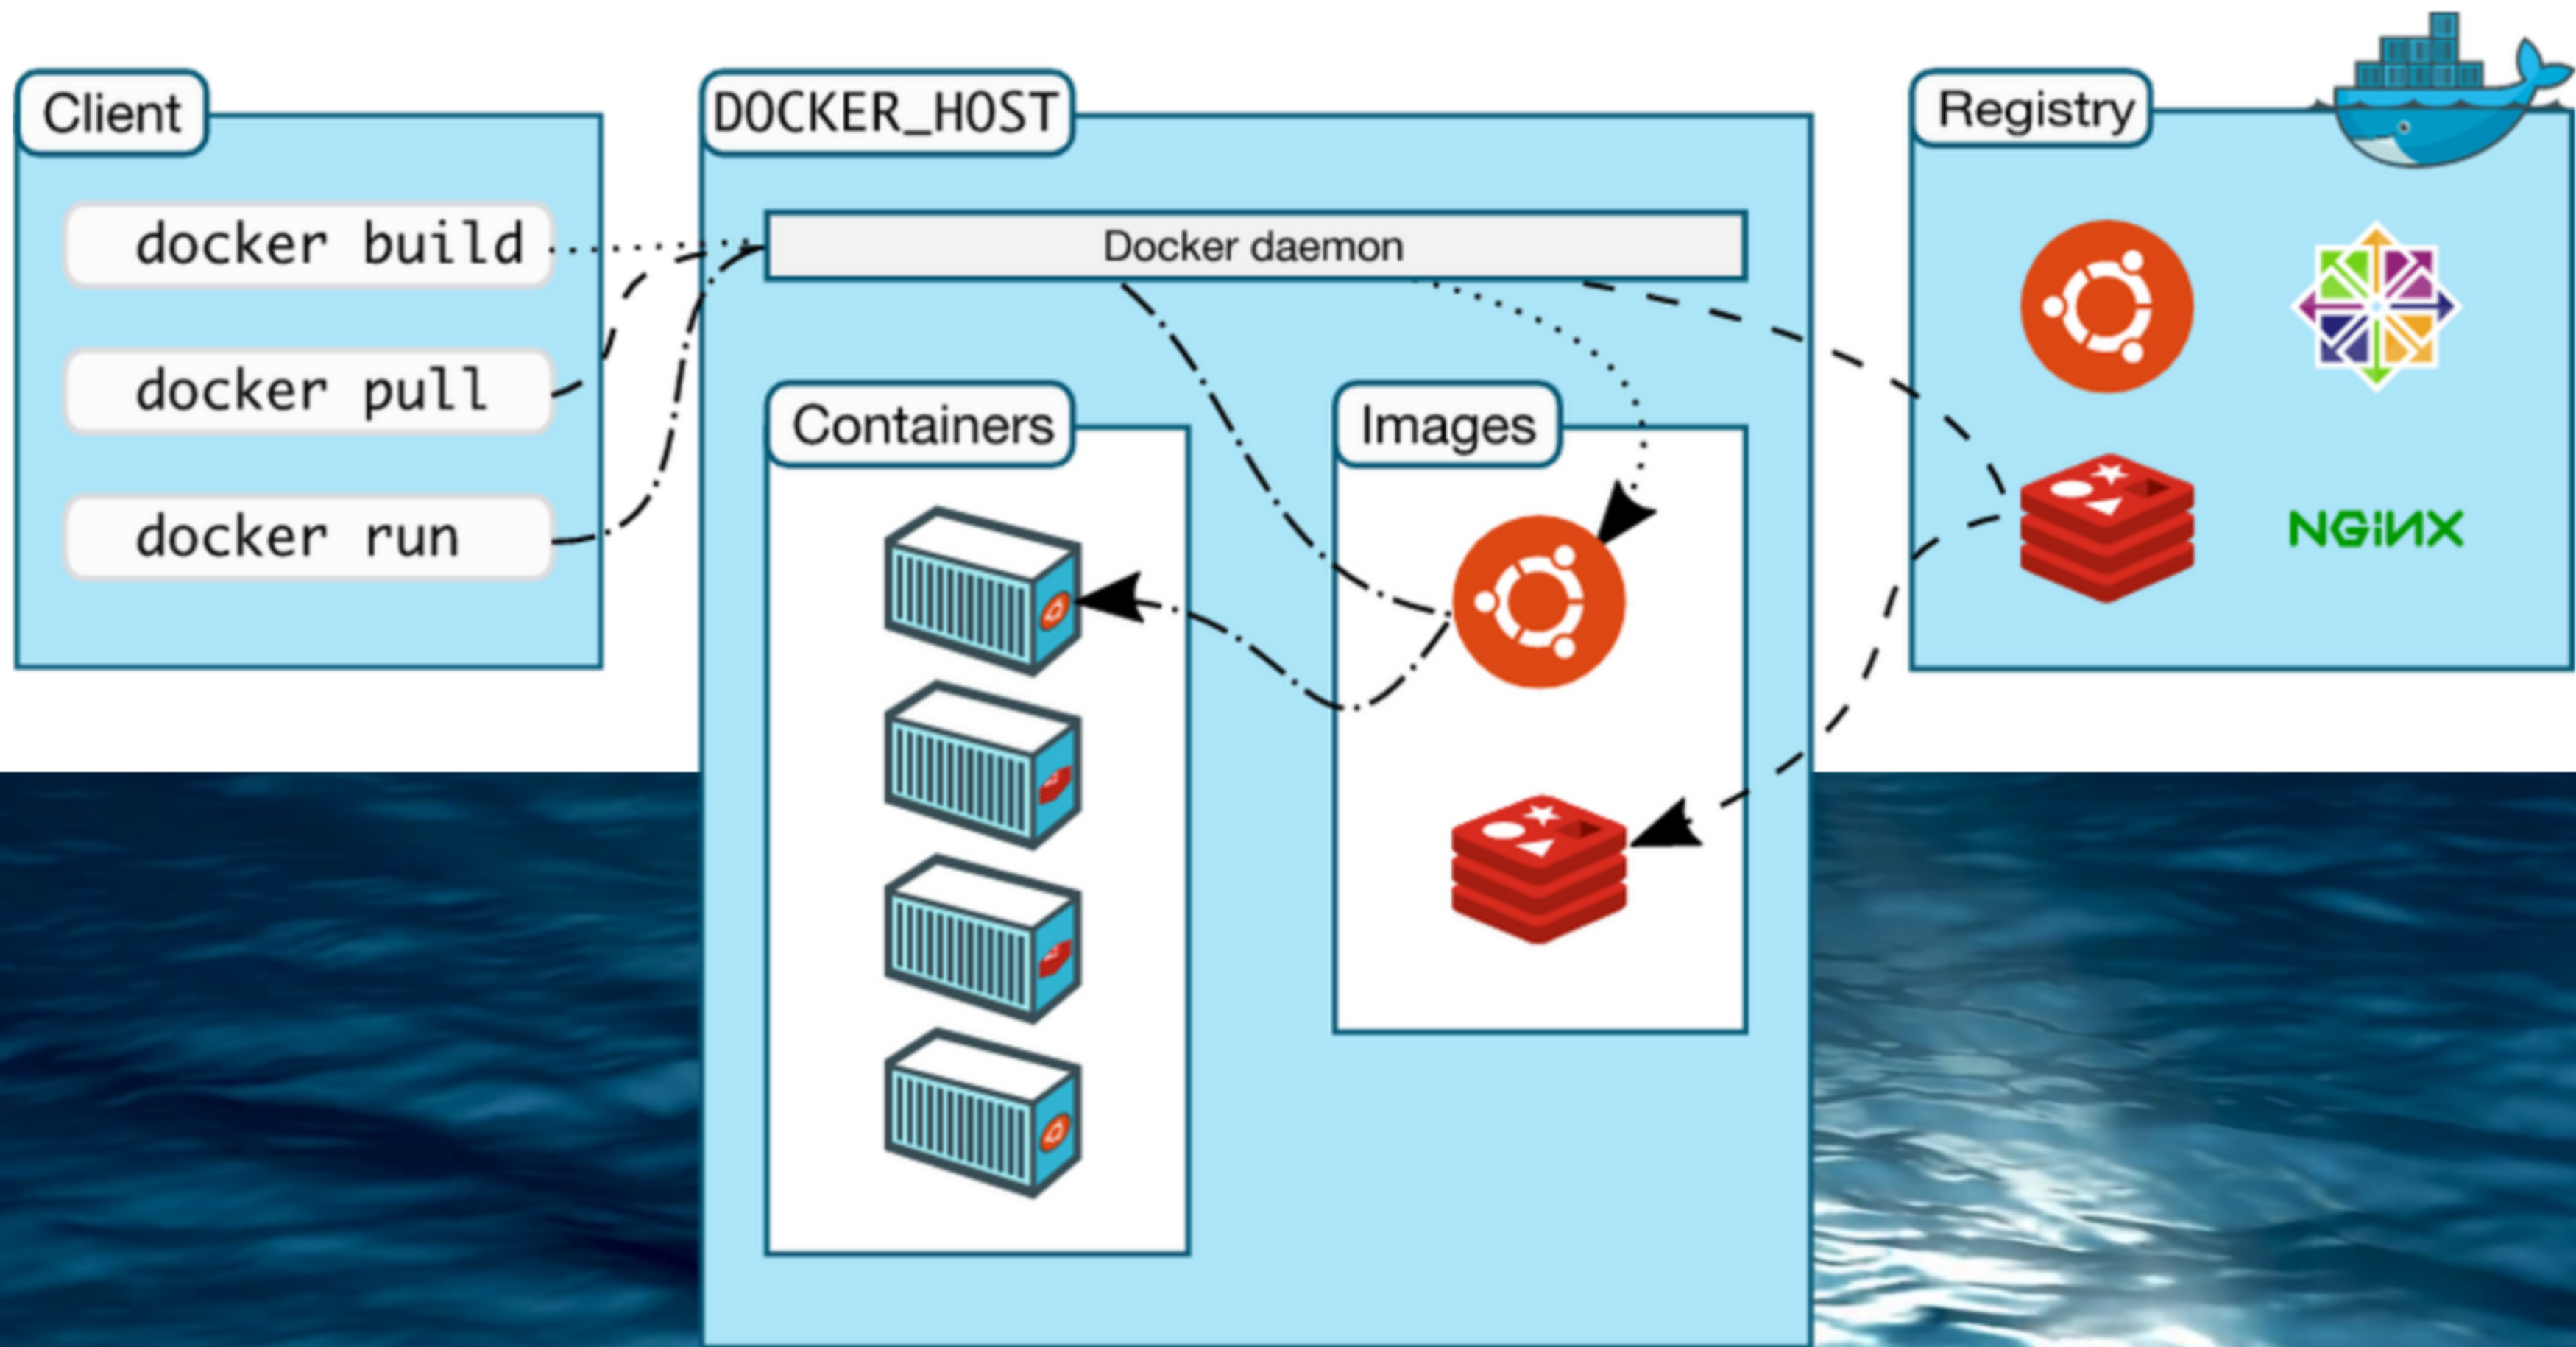 Client
docker build
docker pull
docker run
DOCKER_HOST
Docker daemon
Containers
Images
Registry
NGiNX